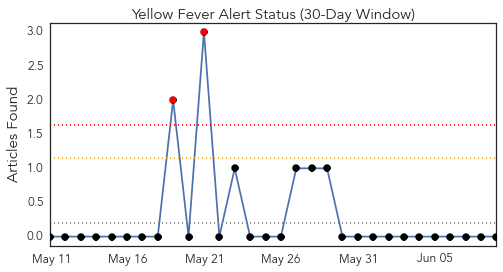 Yellow Fever Alert Status (30-Day Window)
Articles Found
3.0
2.5
2.0
1.5
1.0
0.5
0.0
May 11 May 16 May 21 May 26 May 31 Jun 05